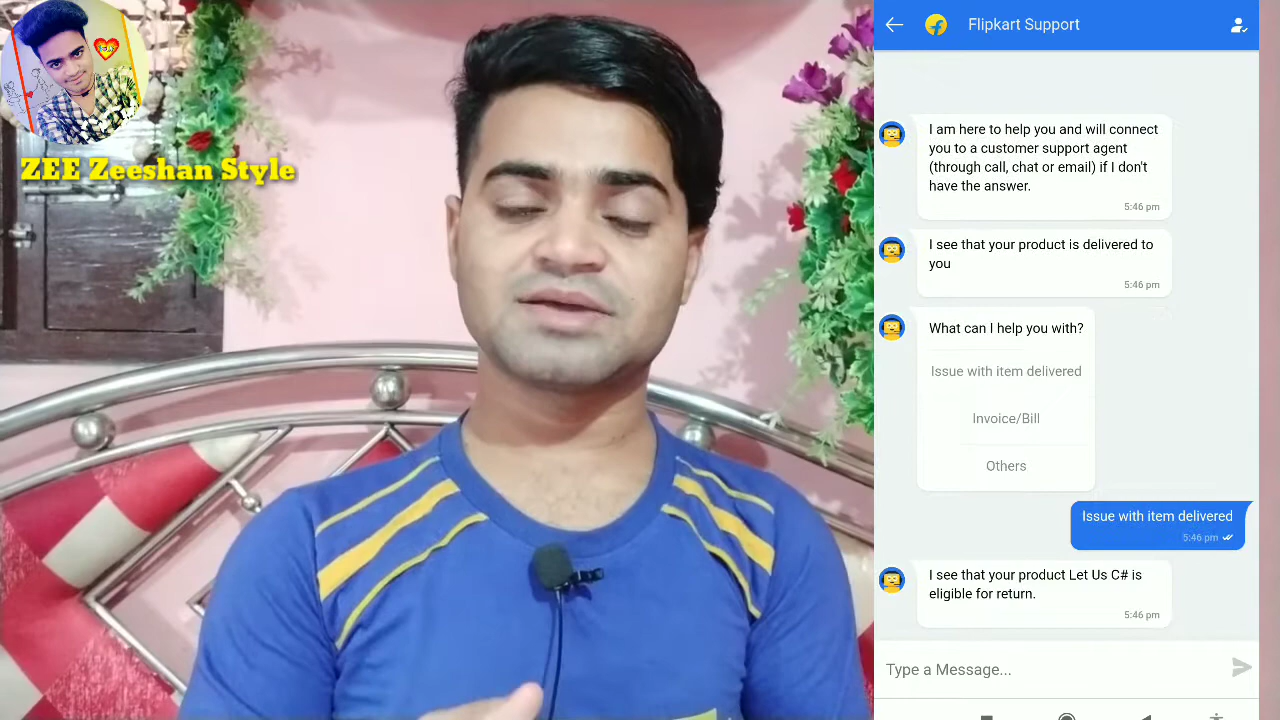 ZEE Zeeshan Style
Flipkart Support
I am here to help you and will connect
you to a customer support agent
(through call, chat or email) if I don't
have the answer.
5:46 pm
I see that your product is delivered to
you
5:46 pm
What can I help you with?
Issue with item delivered
Invoice/Bill
Others
Issue with item delivered
5:46 pm
I see that your product Let Us C# is
eligible for return.
5:46 pm
Type a Message...